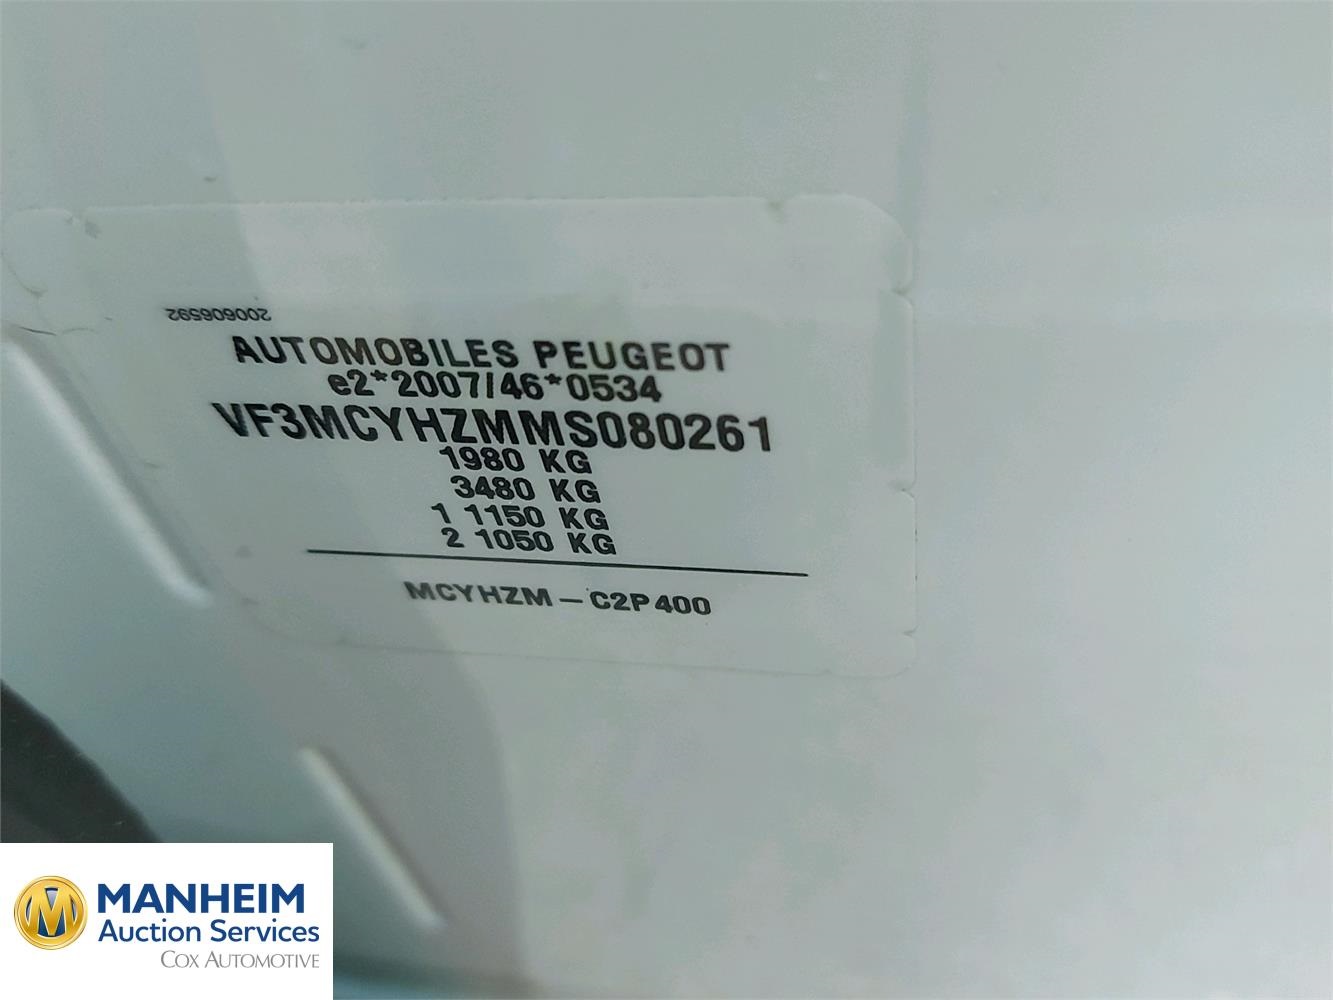 200606592
AUTOMOBILES PEUGEOT
e2*2007/46*0534
VF3MCYHZMMS080261
1980 KG
3480 KG
1 1150 KG
2 1050 KG
MCYHZM – C2P400
MANHEIM
Auction Services
COX AUTOMOTIVE